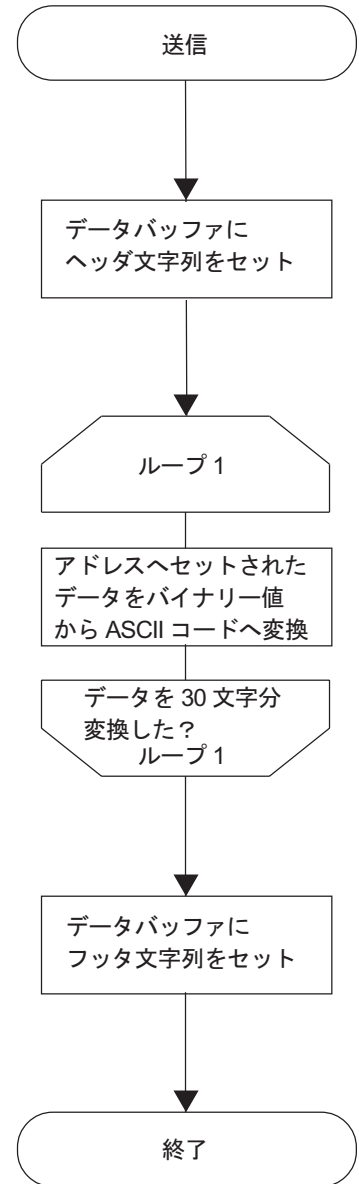 送信
データバッファに
ヘッダ文字列をセット
ループ 1
アドレスへセットされた
データをバイナリー値
から ASCII コードへ変換
データを 30 文字分
変換した？
ループ 1
データバッファに
フッタ文字列をセット
終了